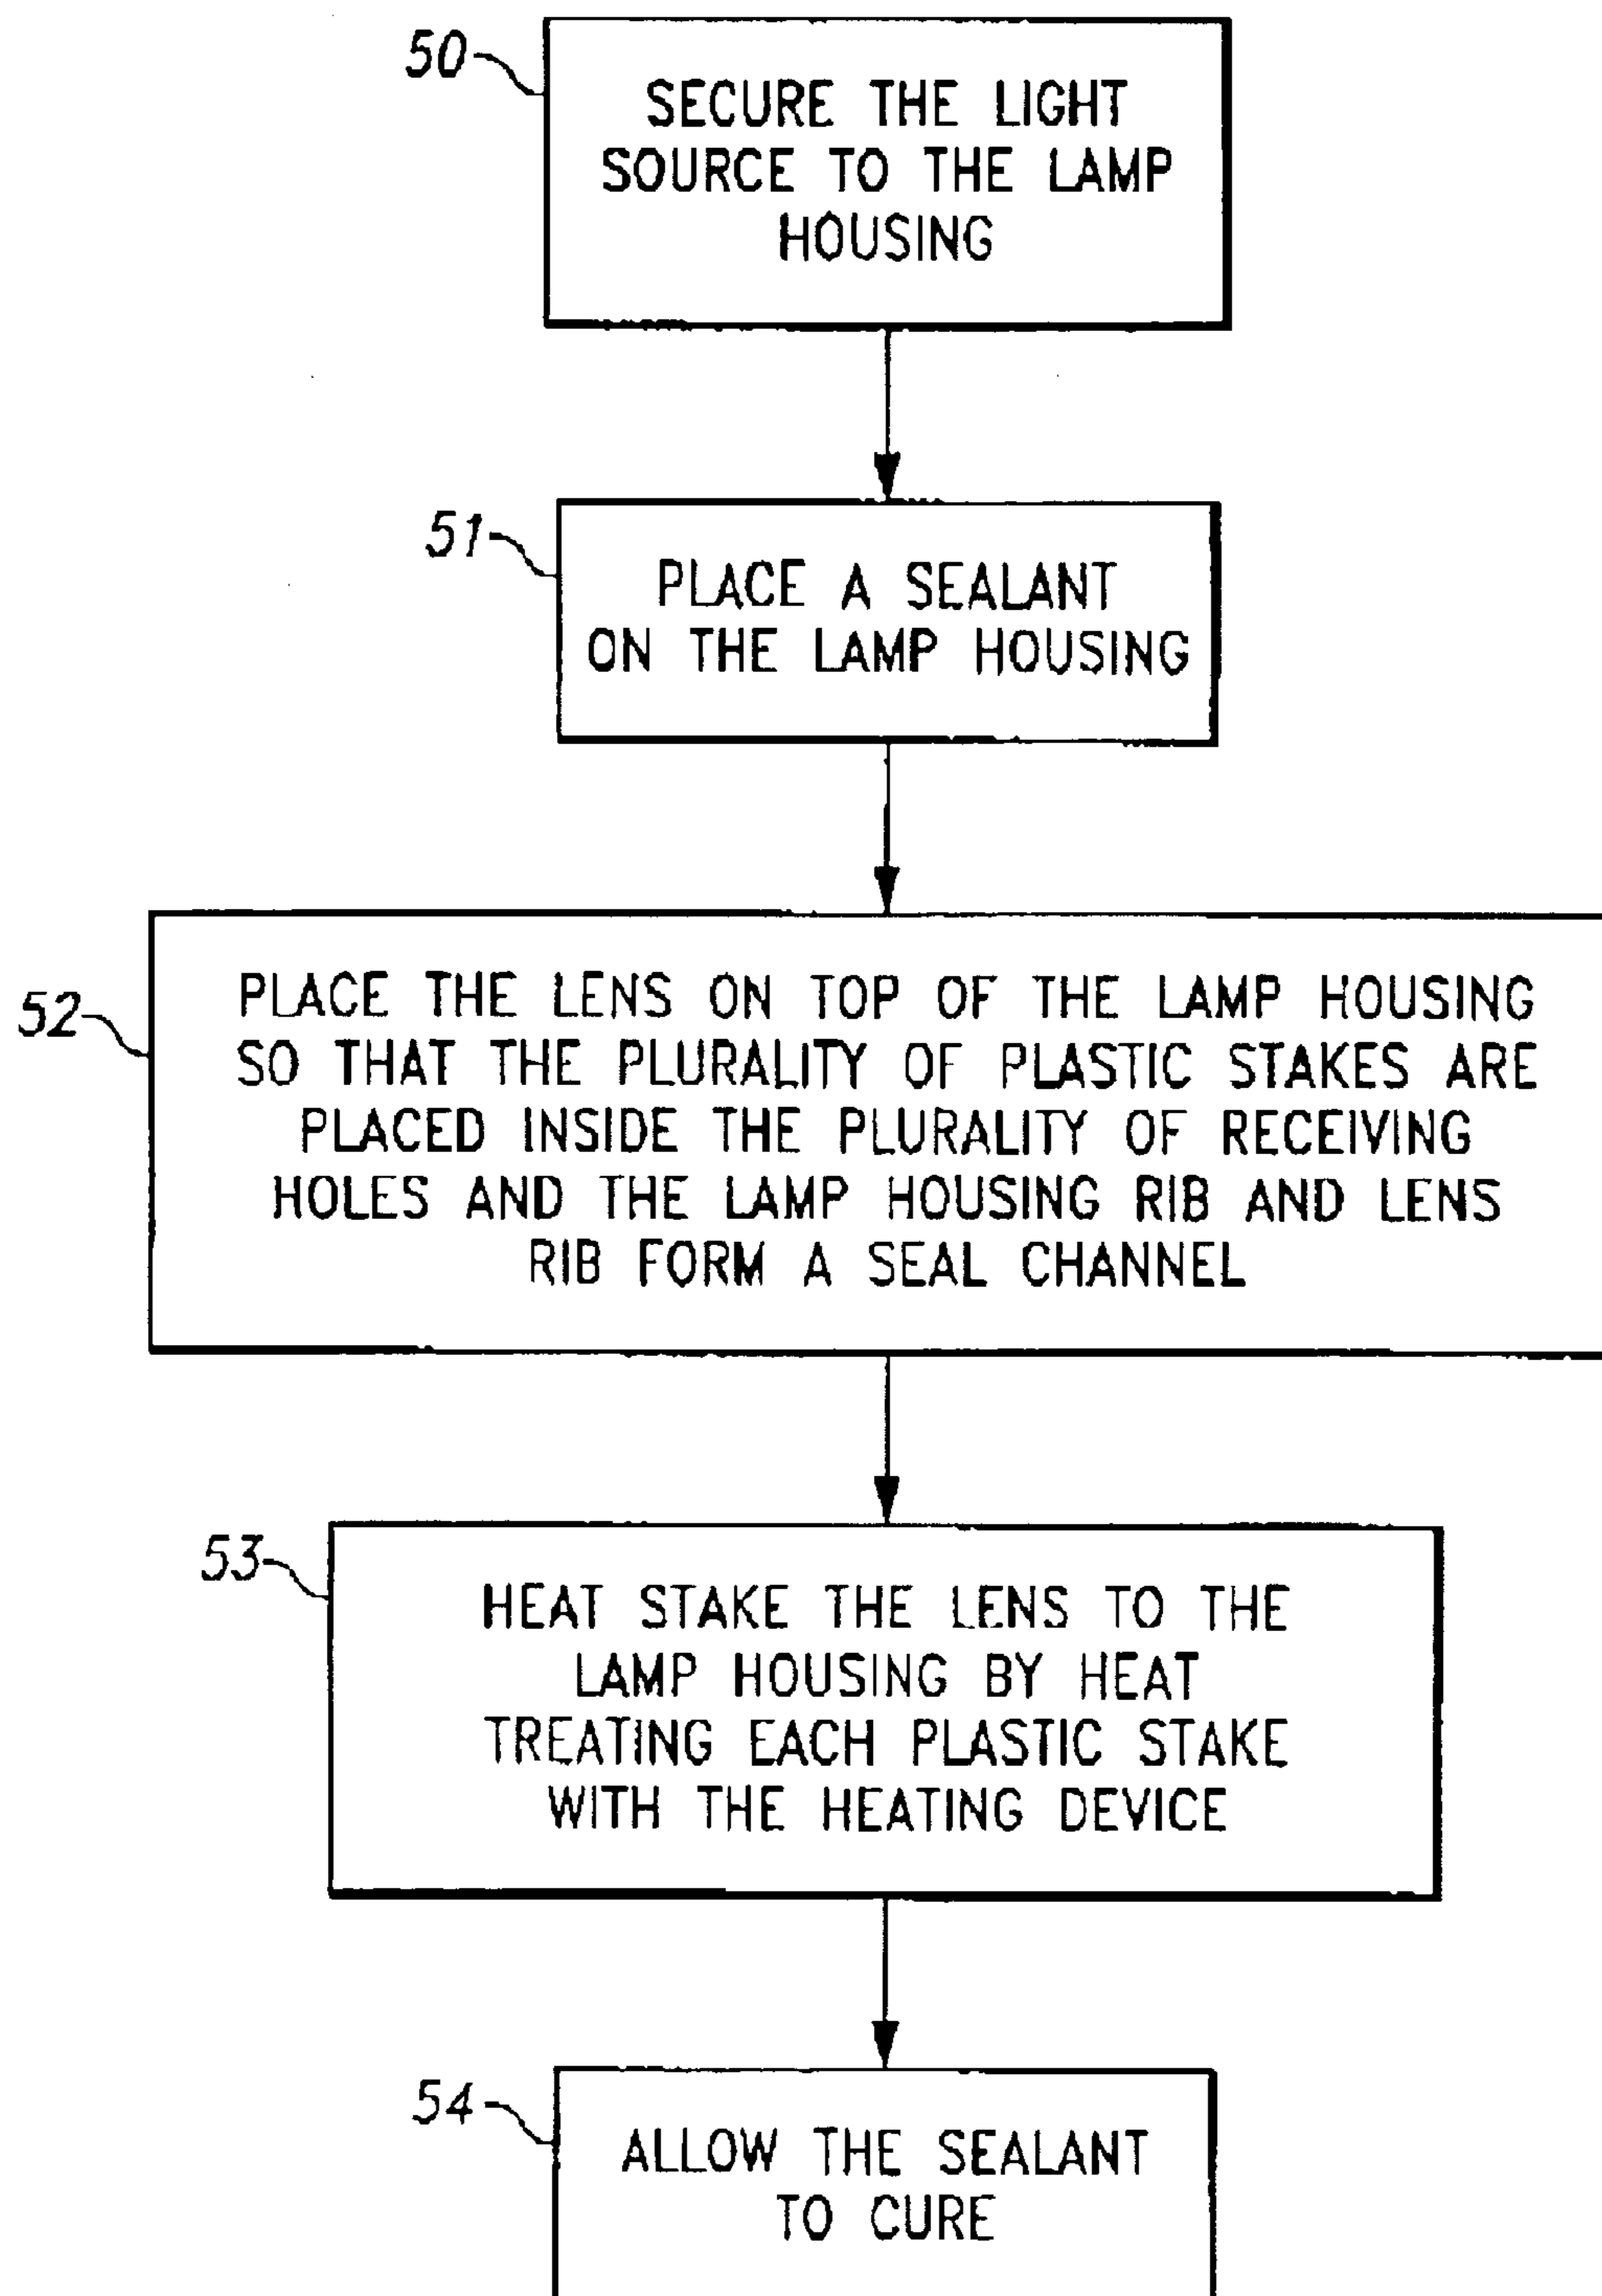 50
SECURE THE LIGHT
SOURCE TO THE LAMP
HOUSING
51
PLACE A SEALANT
ON THE LAMP HOUSING
52
PLACE THE LENS ON TOP OF THE LAMP HOUSING
SO THAT THE PLURALITY OF PLASTIC STAKES ARE
PLACED INSIDE THE PLURALITY OF RECEIVING
HOLES AND THE LAMP HOUSING RIB AND LENS
RIB FORM A SEAL CHANNEL
53
HEAT STAKE THE LENS TO THE
LAMP HOUSING BY HEAT
TREATING EACH PLASTIC STAKE
WITH THE HEATING DEVICE
54
ALLOW THE SEALANT
TO CURE